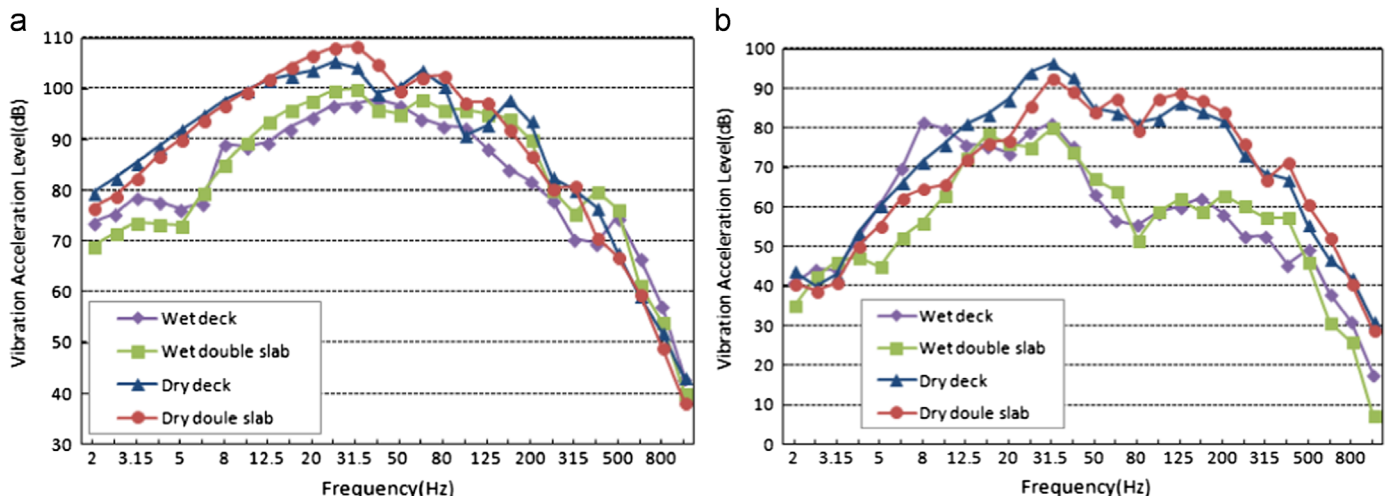 a
110
100
90
80
70
60
50
40
30
Vibration Acceleration Level(dB)
Wet deck
Wet double slab
Dry deck
Dry doule slab
2 3.15 5 8 12.5 20 31.5 50 80 125 200 315 500 800
Frequency(Hz)
b
100
90
80
70
60
50
40
30
20
10
0
Vibration Acceleration Level(dB)
Wet deck
Wet double slab
Dry deck
Dry doule slab
2 3.15 5 8 12.5 20 31.5 50 80 125 200 315 500 800
Frequency(Hz)